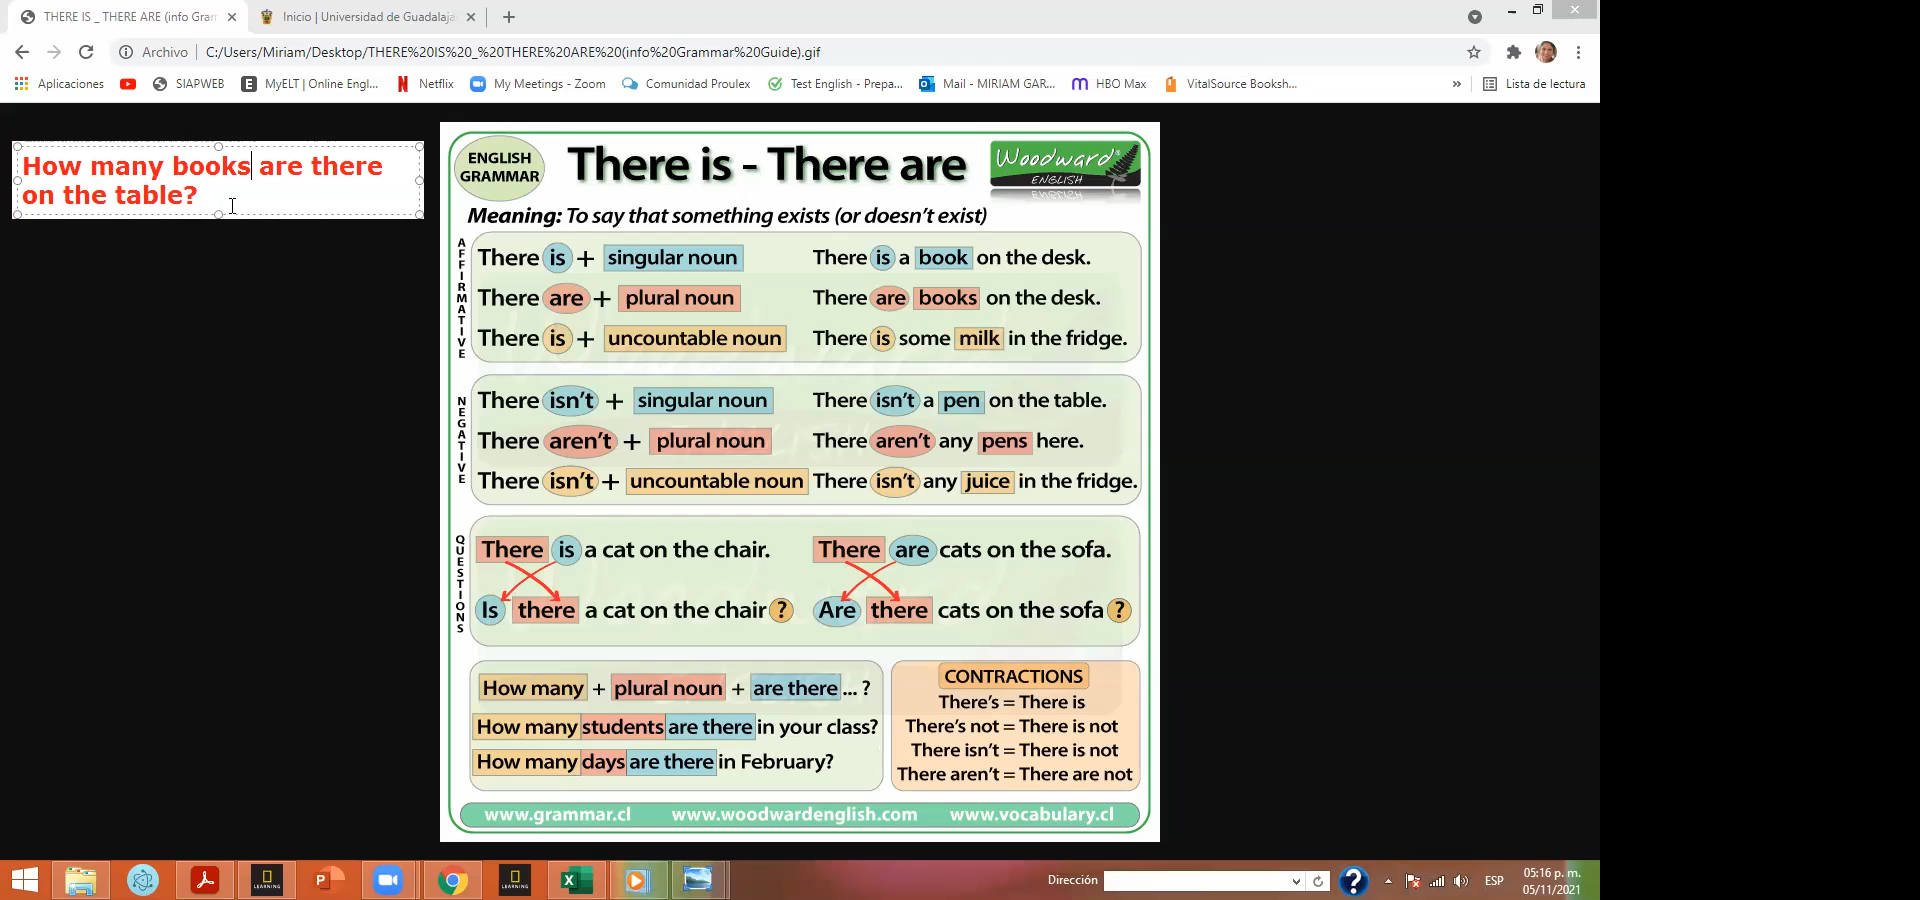 THERE IS _ THERE ARE (info Gram
Inicio | Universidad de Guadalaja
Archivo
C:/Users/Miriam/Desktop/THERE%20IS%20_%20THERE%20ARE%20(info%20Grammar%20Guide).gif
Aplicaciones
SIAPWEB
MyELT | Online Engl...
Netflix
My Meetings - Zoom
Comunidad Proulex
Test English - Prepa...
Mail - MIRIAM GAR...
HBO Max
VitalSource Booksh...
»
Lista de lectura
How many books are there
on the table?
ENGLISH
GRAMMAR
There is - There are
Woodward®
ENGLISH
Meaning: To say that something exists (or doesn't exist)
AFFIRMATIVE
There is + singular noun
There is a book on the desk.
There are + plural noun
There are books on the desk.
There is + uncountable noun
There is some milk in the fridge.
NEGATIVE
There isn't + singular noun
There isn't a pen on the table.
There aren't + plural noun
There aren't any pens here.
There isn't + uncountable noun
There isn't any juice in the fridge.
QUESTIONS
There is a cat on the chair.
There are cats on the sofa.
Is there a cat on the chair ?
Are there cats on the sofa ?
How many + plural noun + are there ... ?
How many students are there in your class?
How many days are there in February?
CONTRACTIONS
There's = There is
There's not = There is not
There isn't = There is not
There aren't = There are not
www.grammar.cl
www.woodwardenglish.com
www.vocabulary.cl
LEARNING
LEARNING
Dirección
ESP
05:16 p. m.
05/11/2021